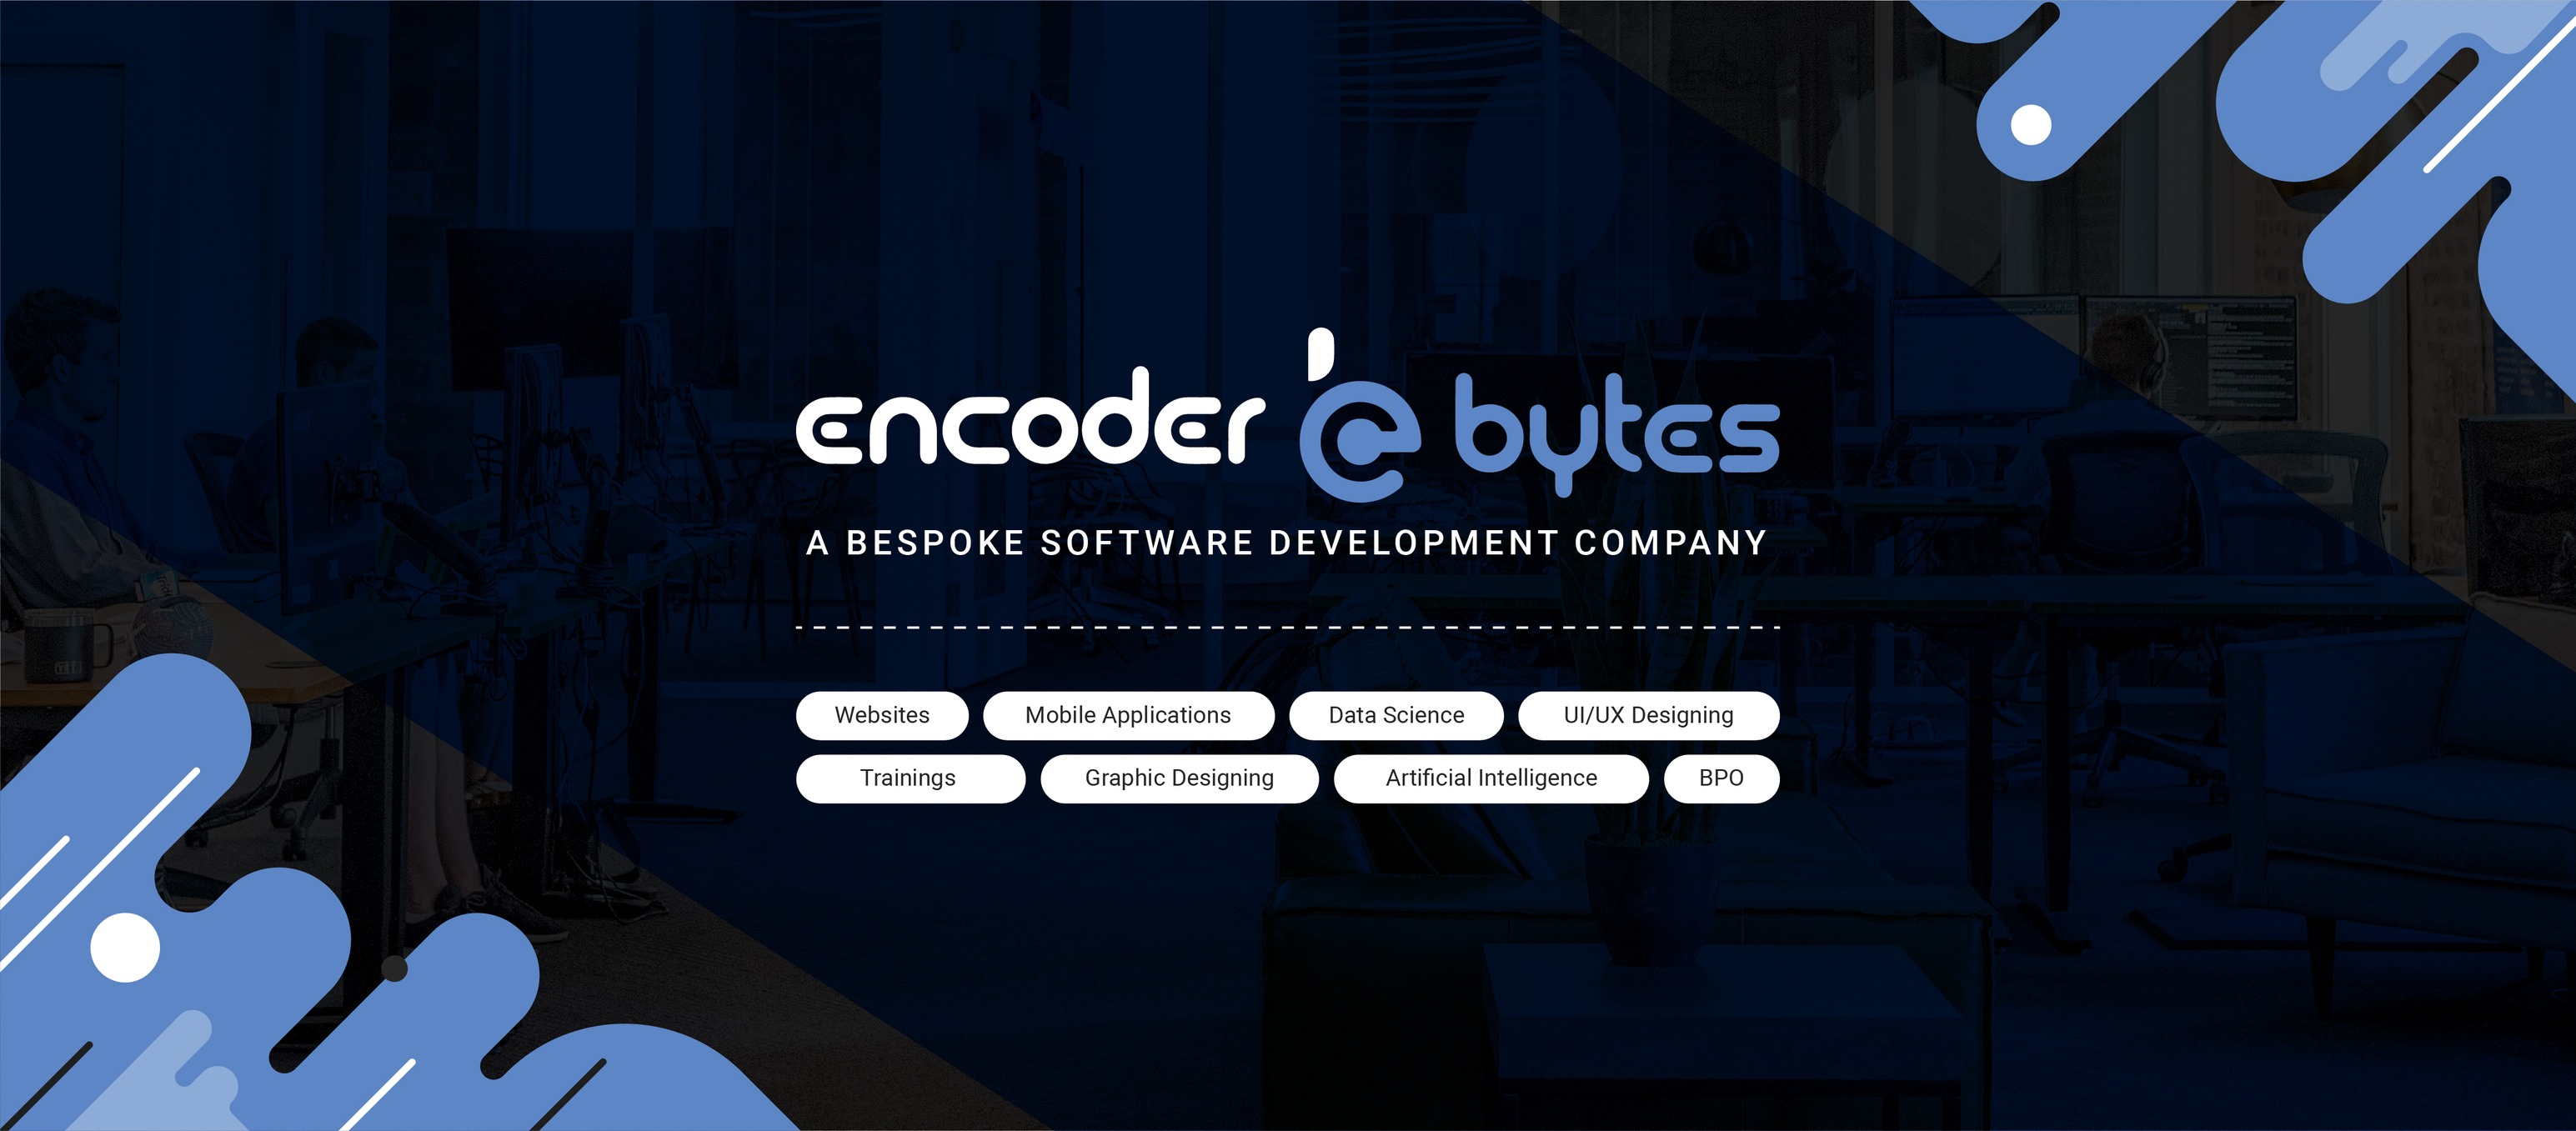 encoder bytes
A BESPOKE SOFTWARE DEVELOPMENT COMPANY
Websites Mobile Applications Data Science UI/UX Designing
Trainings Graphic Designing Artificial Intelligence BPO